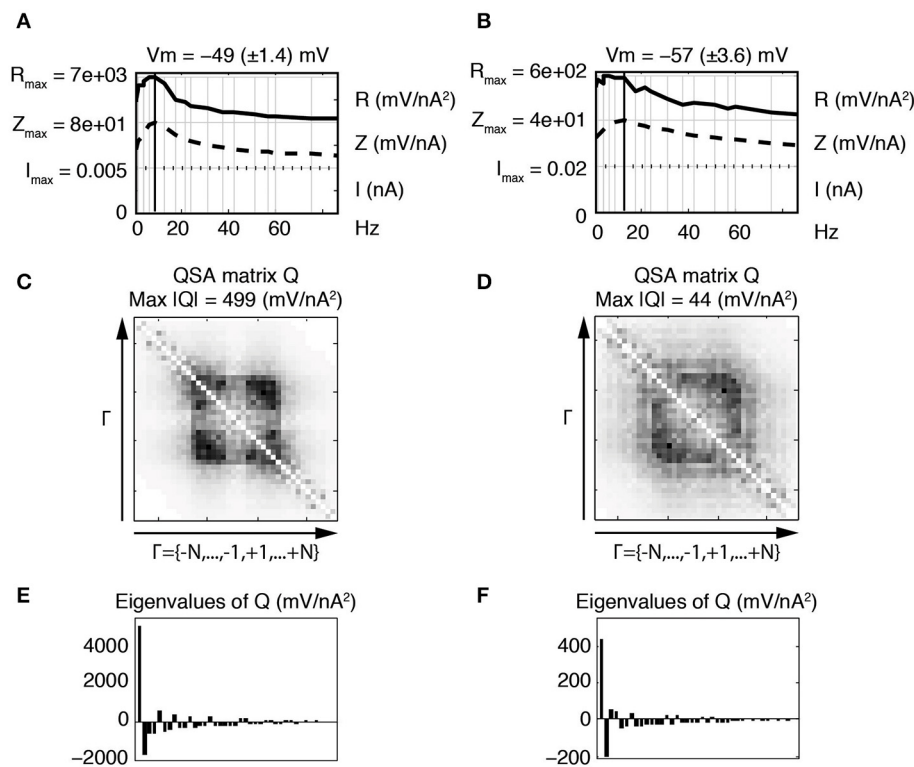 A
Vm = −49 (±1.4) mV
Rmax = 7e+03
Zmax = 8e+01
Imax = 0.005
0
R (mV/nA²)
Z (mV/nA)
I (nA)
0 20 40 60 Hz
B
Vm = −57 (±3.6) mV
Rmax = 6e+02
Zmax = 4e+01
Imax = 0.02
0
R (mV/nA²)
Z (mV/nA)
I (nA)
0 20 40 60 Hz
C
QSA matrix Q
Max |Q| = 499 (mV/nA²)
Γ
Γ={-N,...,-1,+1,...+N}
D
QSA matrix Q
Max |Q| = 44 (mV/nA²)
Γ
Γ={-N,...,-1,+1,...+N}
E
Eigenvalues of Q (mV/nA²)
4000
2000
0
−2000
F
Eigenvalues of Q (mV/nA²)
400
200
0
−200